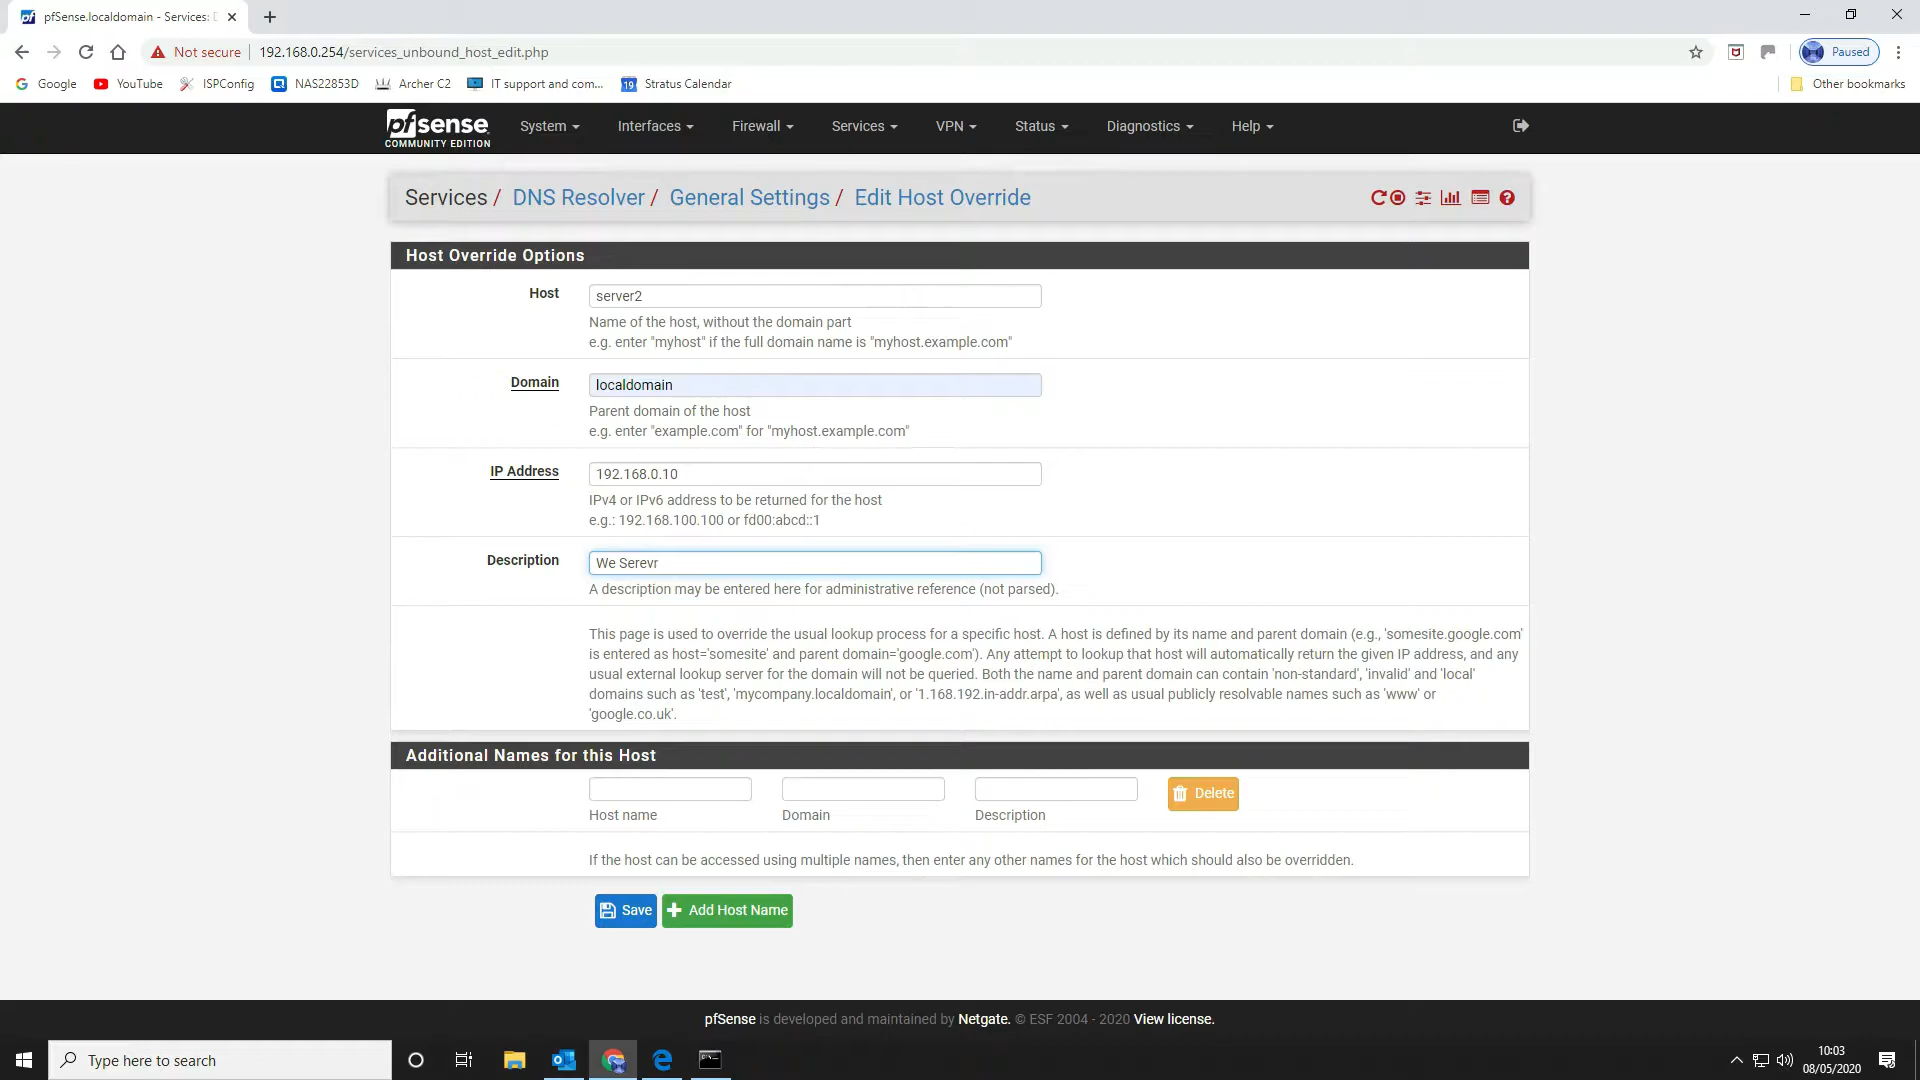 pfSense.localdomain - Services: D
Not secure
192.168.0.254/services_unbound_host_edit.php
Paused
Google
YouTube
ISPConfig
NAS22853D
Archer C2
IT support and com...
19
Stratus Calendar
Other bookmarks
pfsense
COMMUNITY EDITION
System
Interfaces
Firewall
Services
VPN
Status
Diagnostics
Help
Services / DNS Resolver / General Settings / Edit Host Override
Host Override Options
Host
server2
Name of the host, without the domain part
e.g. enter "myhost" if the full domain name is "myhost.example.com"
Domain
localdomain
Parent domain of the host
e.g. enter "example.com" for "myhost.example.com"
IP Address
192.168.0.10
IPv4 or IPv6 address to be returned for the host
e.g.: 192.168.100.100 or fd00:abcd::1
Description
We Serevr
A description may be entered here for administrative reference (not parsed).
This page is used to override the usual lookup process for a specific host. A host is defined by its name and parent domain (e.g., 'somesite.google.com'
is entered as host='somesite' and parent domain='google.com'). Any attempt to lookup that host will automatically return the given IP address, and any
usual external lookup server for the domain will not be queried. Both the name and parent domain can contain 'non-standard', 'invalid' and 'local'
domains such as 'test', 'mycompany.localdomain', or '1.168.192.in-addr.arpa', as well as usual publicly resolvable names such as 'www' or
'google.co.uk'.
Additional Names for this Host
Delete
Host name
Domain
Description
If the host can be accessed using multiple names, then enter any other names for the host which should also be overridden.
Save
Add Host Name
pfSense is developed and maintained by Netgate. © ESF 2004 - 2020 View license.
Type here to search
10:03
08/05/2020